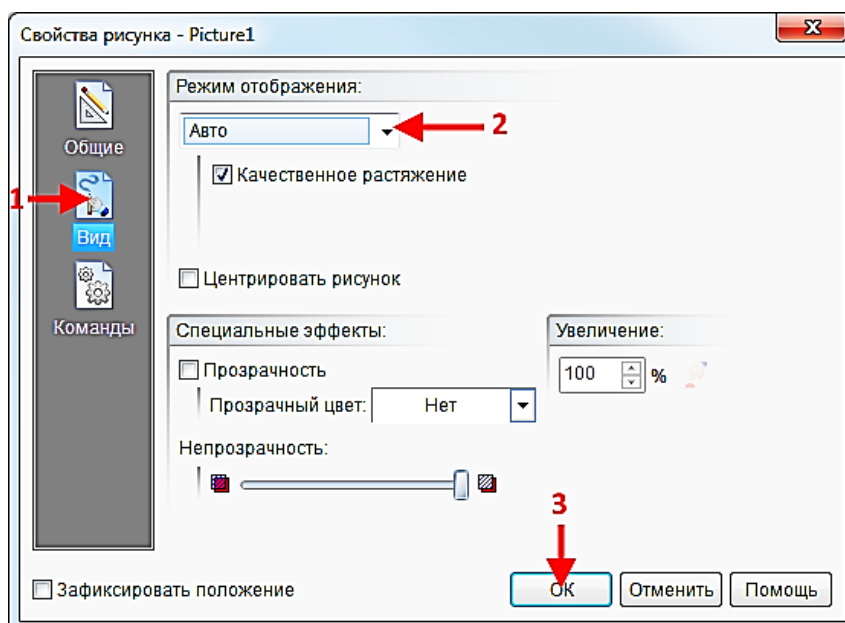 Свойства рисунка - Picture1
Режим отображения:
Авто
2
Общие
Качественное растяжение
1
Вид
Центрировать рисунок
Команды
Специальные эффекты:
Увеличение:
Прозрачность
100 %
Прозрачный цвет: Нет
Непрозрачность:
3
Зафиксировать положение
ОК
Отменить
Помощь